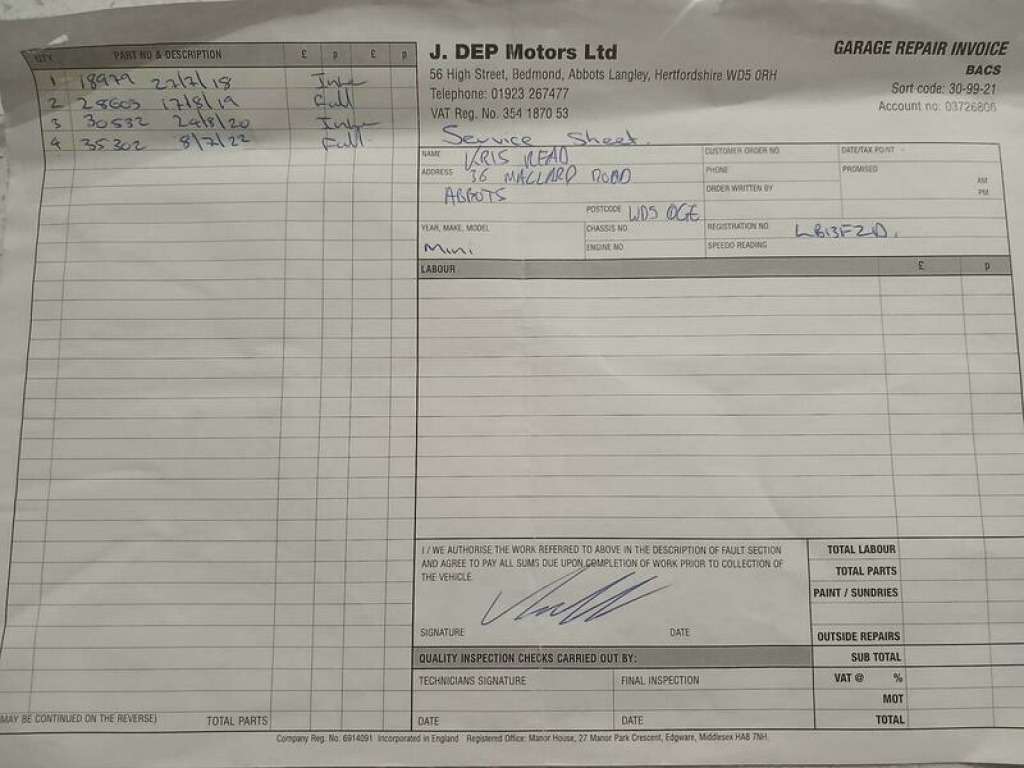 QTY PART NO & DESCRIPTION £ p £ p
1 18979 27/7/18 Inte
2 28603 17/8/19 Full
3 30532 24/8/20 Inte
4 35302 8/7/22 Full
MAY BE CONTINUED ON THE REVERSE) TOTAL PARTS
J. DEP Motors Ltd
56 High Street, Bedmond, Abbots Langley, Hertfordshire WD5 0RH
Telephone: 01923 267477
VAT Reg. No. 354 1870 53
GARAGE REPAIR INVOICE
BACS
Sort code: 30-99-21
Account no: 03726806
Service Sheet.
NAME KRIS READ CUSTOMER ORDER NO. DATE/TAX POINT
ADDRESS 36 MALLARD ROAD PHONE PROMISED AM
ABBOTS ORDER WRITTEN BY PM
POSTCODE WD5 0GE
YEAR, MAKE, MODEL CHASSIS NO REGISTRATION NO. LB13FZD.
Mini ENGINE NO SPEEDO READING
LABOUR £ p
I / WE AUTHORISE THE WORK REFERRED TO ABOVE IN THE DESCRIPTION OF FAULT SECTION
AND AGREE TO PAY ALL SUMS DUE UPON COMPLETION OF WORK PRIOR TO COLLECTION OF
THE VEHICLE.
SIGNATURE DATE
QUALITY INSPECTION CHECKS CARRIED OUT BY:
TECHNICIANS SIGNATURE FINAL INSPECTION
DATE DATE
TOTAL LABOUR
TOTAL PARTS
PAINT / SUNDRIES
OUTSIDE REPAIRS
SUB TOTAL
VAT @ %
MOT
TOTAL
Company Reg. No. 6914091 Incorporated in England Registered Office: Manor House, 27 Manor Park Crescent, Edgware, Middlesex HA8 7NH.